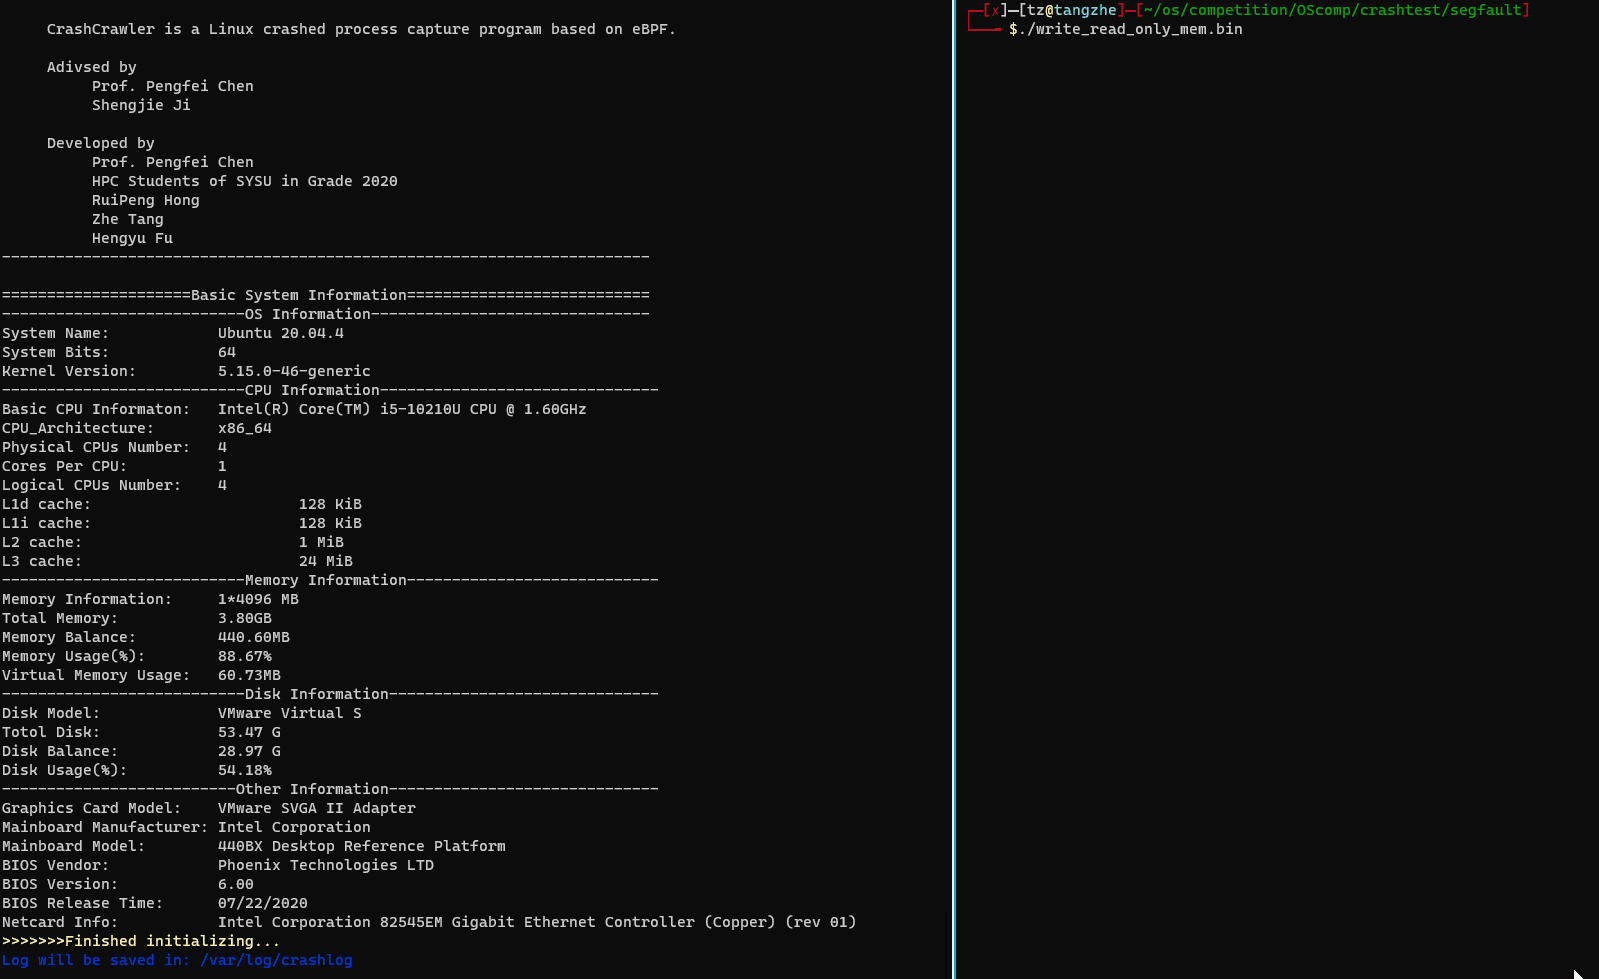 CrashCrawler is a Linux crashed process capture program based on eBPF.
Adivsed by
Prof. Pengfei Chen
Shengjie Ji
Developed by
Prof. Pengfei Chen
HPC Students of SYSU in Grade 2020
RuiPeng Hong
Zhe Tang
Hengyu Fu
------------------------------------------------------------------------
=====================Basic System Information===========================
---------------------------OS Information-------------------------------
System Name: Ubuntu 20.04.4
System Bits: 64
Kernel Version: 5.15.0-46-generic
---------------------------CPU Information-------------------------------
Basic CPU Informaton: Intel(R) Core(TM) i5-10210U CPU @ 1.60GHz
CPU_Architecture: x86_64
Physical CPUs Number: 4
Cores Per CPU: 1
Logical CPUs Number: 4
L1d cache: 128 KiB
L1i cache: 128 KiB
L2 cache: 1 MiB
L3 cache: 24 MiB
---------------------------Memory Information----------------------------
Memory Information: 1*4096 MB
Total Memory: 3.80GB
Memory Balance: 440.60MB
Memory Usage(%): 88.67%
Virtual Memory Usage: 60.73MB
---------------------------Disk Information------------------------------
Disk Model: VMware Virtual S
Totol Disk: 53.47 G
Disk Balance: 28.97 G
Disk Usage(%): 54.18%
--------------------------Other Information------------------------------
Graphics Card Model: VMware SVGA II Adapter
Mainboard Manufacturer: Intel Corporation
Mainboard Model: 440BX Desktop Reference Platform
BIOS Vendor: Phoenix Technologies LTD
BIOS Version: 6.00
BIOS Release Time: 07/22/2020
Netcard Info: Intel Corporation 82545EM Gigabit Ethernet Controller (Copper) (rev 01)
>>>>>>>Finished initializing...
Log will be saved in: /var/log/crashlog
┌─[✗]─[tz@tangzhe]─[~/os/competition/OScomp/crashtest/segfault]
└──╼ $./write_read_only_mem.bin